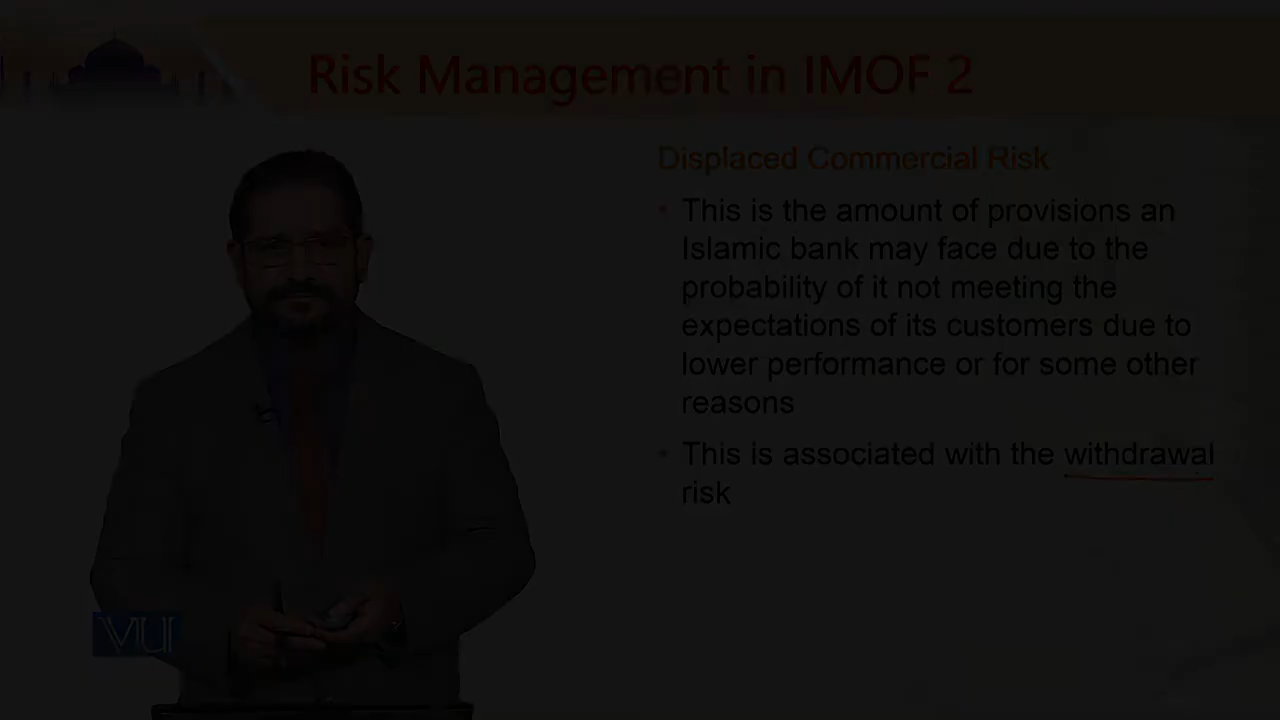 Risk Management in IMOF 2
Displaced Commercial Risk
• This is the amount of provisions an
Islamic bank may face due to the
probability of it not meeting the
expectations of its customers due to
lower performance or for some other
reasons
• This is associated with the withdrawal
risk
VU